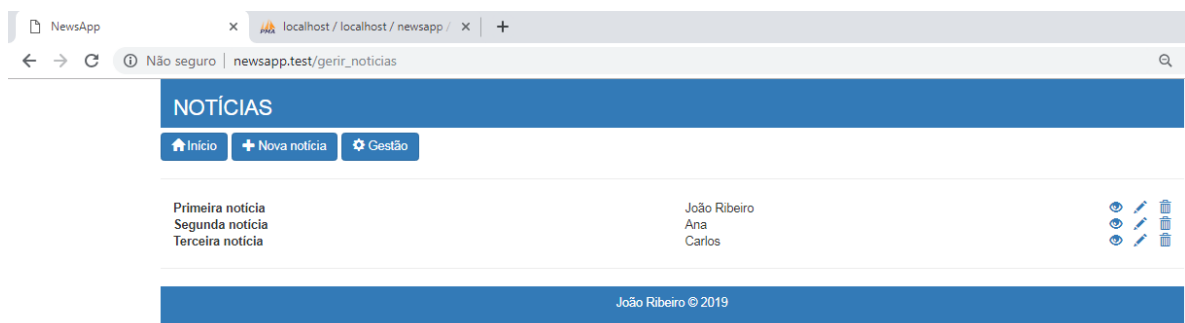 NewsApp
localhost / localhost / newsapp /
Não seguro | newsapp.test/gerir_noticias
NOTÍCIAS
Início Nova notícia Gestão
Primeira noticia João Ribeiro
Segunda notícia Ana
Terceira notícia Carlos
João Ribeiro © 2019